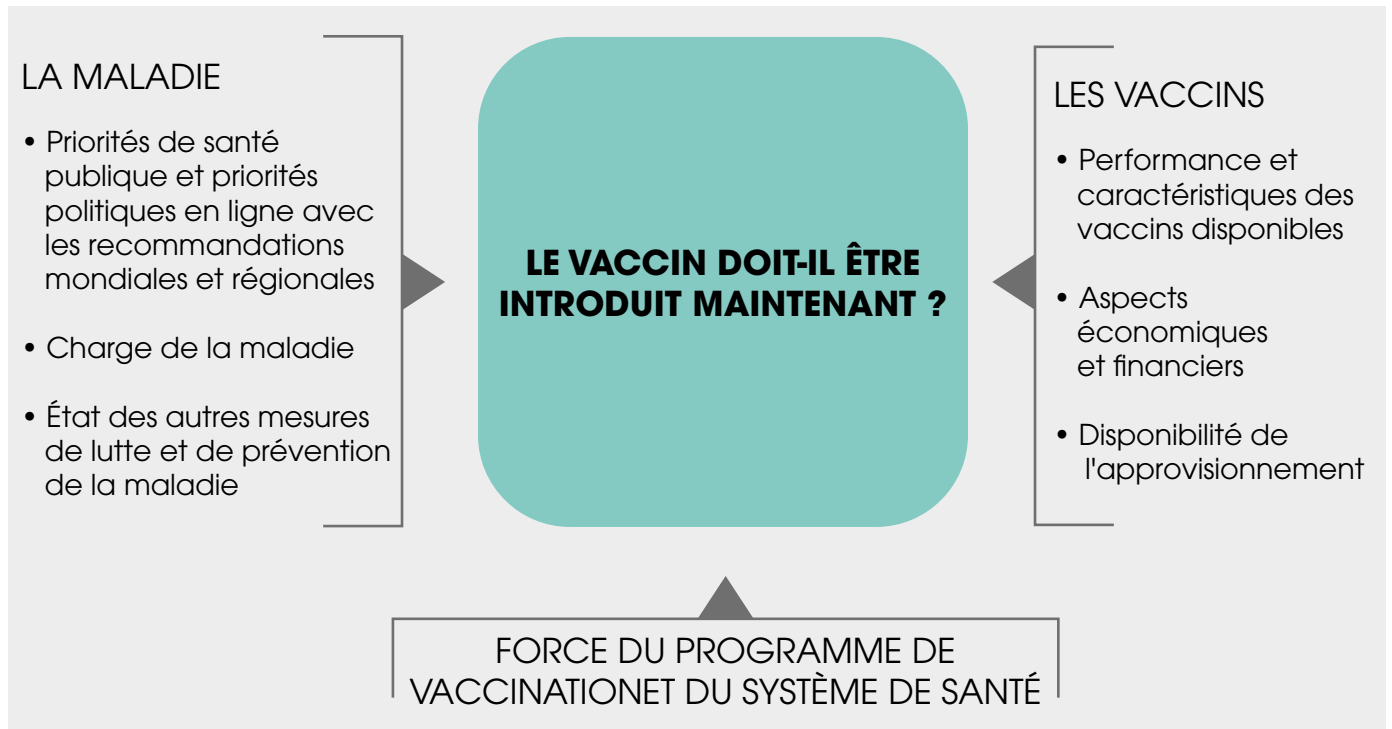 LA MALADIE
• Priorités de santé
publique et priorités
politiques en ligne avec
les recommandations
mondiales et régionales
• Charge de la maladie
• État des autres mesures
de lutte et de prévention
de la maladie
LE VACCIN DOIT-IL ÊTRE
INTRODUIT MAINTENANT ?
LES VACCINS
• Performance et
caractéristiques des
vaccins disponibles
• Aspects
économiques
et financiers
• Disponibilité de
l'approvisionnement
FORCE DU PROGRAMME DE
VACCINATIONET DU SYSTÈME DE SANTÉ